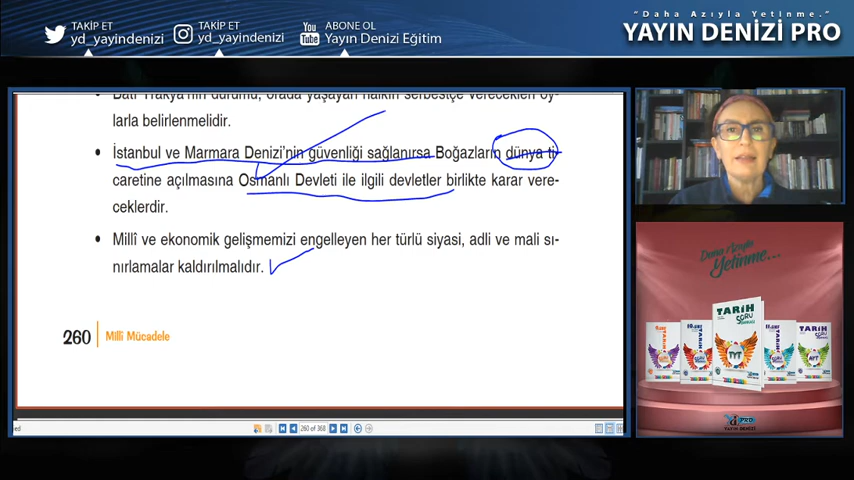 "Daha Azıyla Yetinme."
TAKİP ET
yd_yayindenizi
TAKİP ET
yd_yayindenizi
You Tube
ABONE OL
Yayın Denizi Eğitim
YAYIN DENİZİ PRO
Batı Trakya'nın durumu, orada yaşayan halkın serbestçe verecekleri oy-
larla belirlenmelidir.
• İstanbul ve Marmara Denizi'nin güvenliği sağlanırsa Boğazların dünya ti-
caretine açılmasına Osmanlı Devleti ile ilgili devletler birlikte karar vere-
ceklerdir.
• Millî ve ekonomik gelişmemizi engelleyen her türlü siyasi, adli ve mali sı-
nırlamalar kaldırılmalıdır.
260 Millî Mücadele
260 of 368
Daha Azıyla
Yetinme...
TARİH
SORU
TYT
TARİH
AYT
PRO
YAYIN DENİZİ